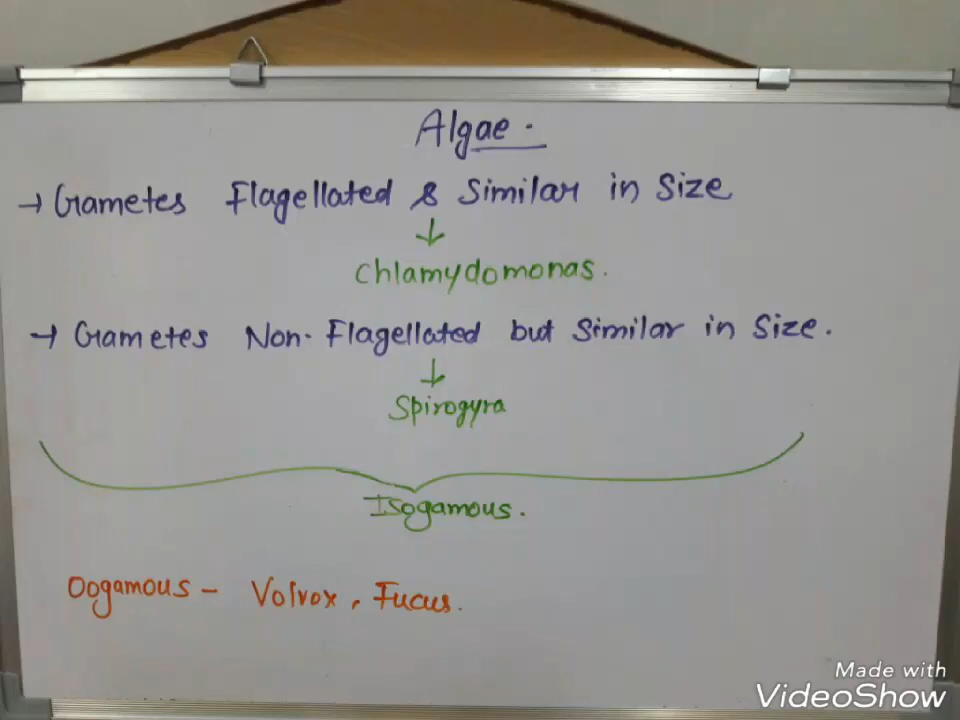 Algae.
→ Gametes Flagellated & Similar in Size
↓
Chlamydomonas.
→ Gametes Non-Flagellated but Similar in Size.
↓
Spirogyra
Isogamous.
Oogamous - Volvox, Fucus.
Made with
VideoShow